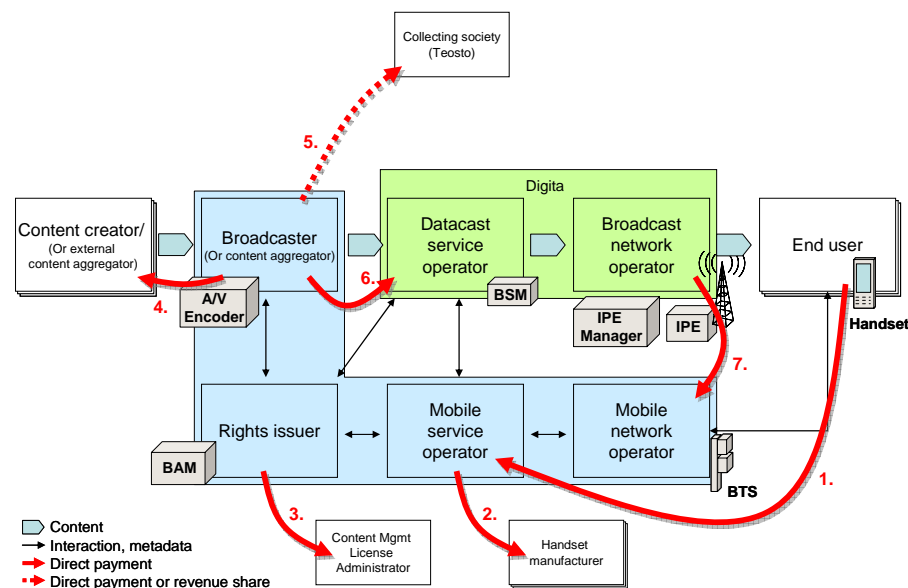 Collecting society
(Teosto)
5.
Digita
Content creator/
(Or external
content aggregator)
Broadcaster
(Or content aggregator)
Datacast
service
operator
Broadcast
network
operator
End user
4.
A/V
Encoder
6.
BSM
IPE
Manager
IPE
Handset
7.
Rights issuer
Mobile
service
operator
Mobile
network
operator
BAM
BTS
1.
3.
2.
Content Mgmt
License
Administrator
Handset
manufacturer
Content
Interaction, metadata
Direct payment
Direct payment or revenue share